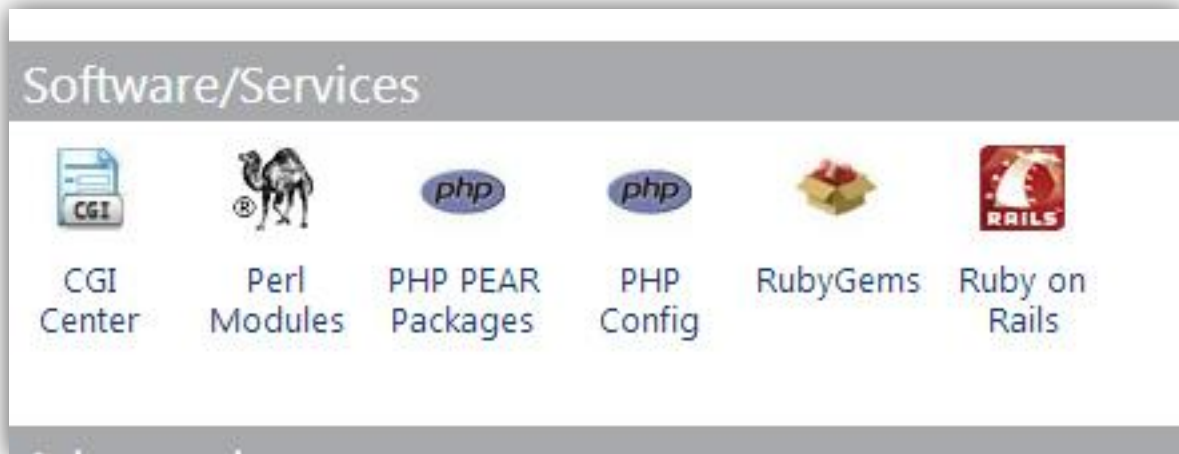 Software/Services
CGI
®
php
php
RAILS
CGI
Center
Perl
Modules
PHP PEAR
Packages
PHP
Config
RubyGems
Ruby on
Rails